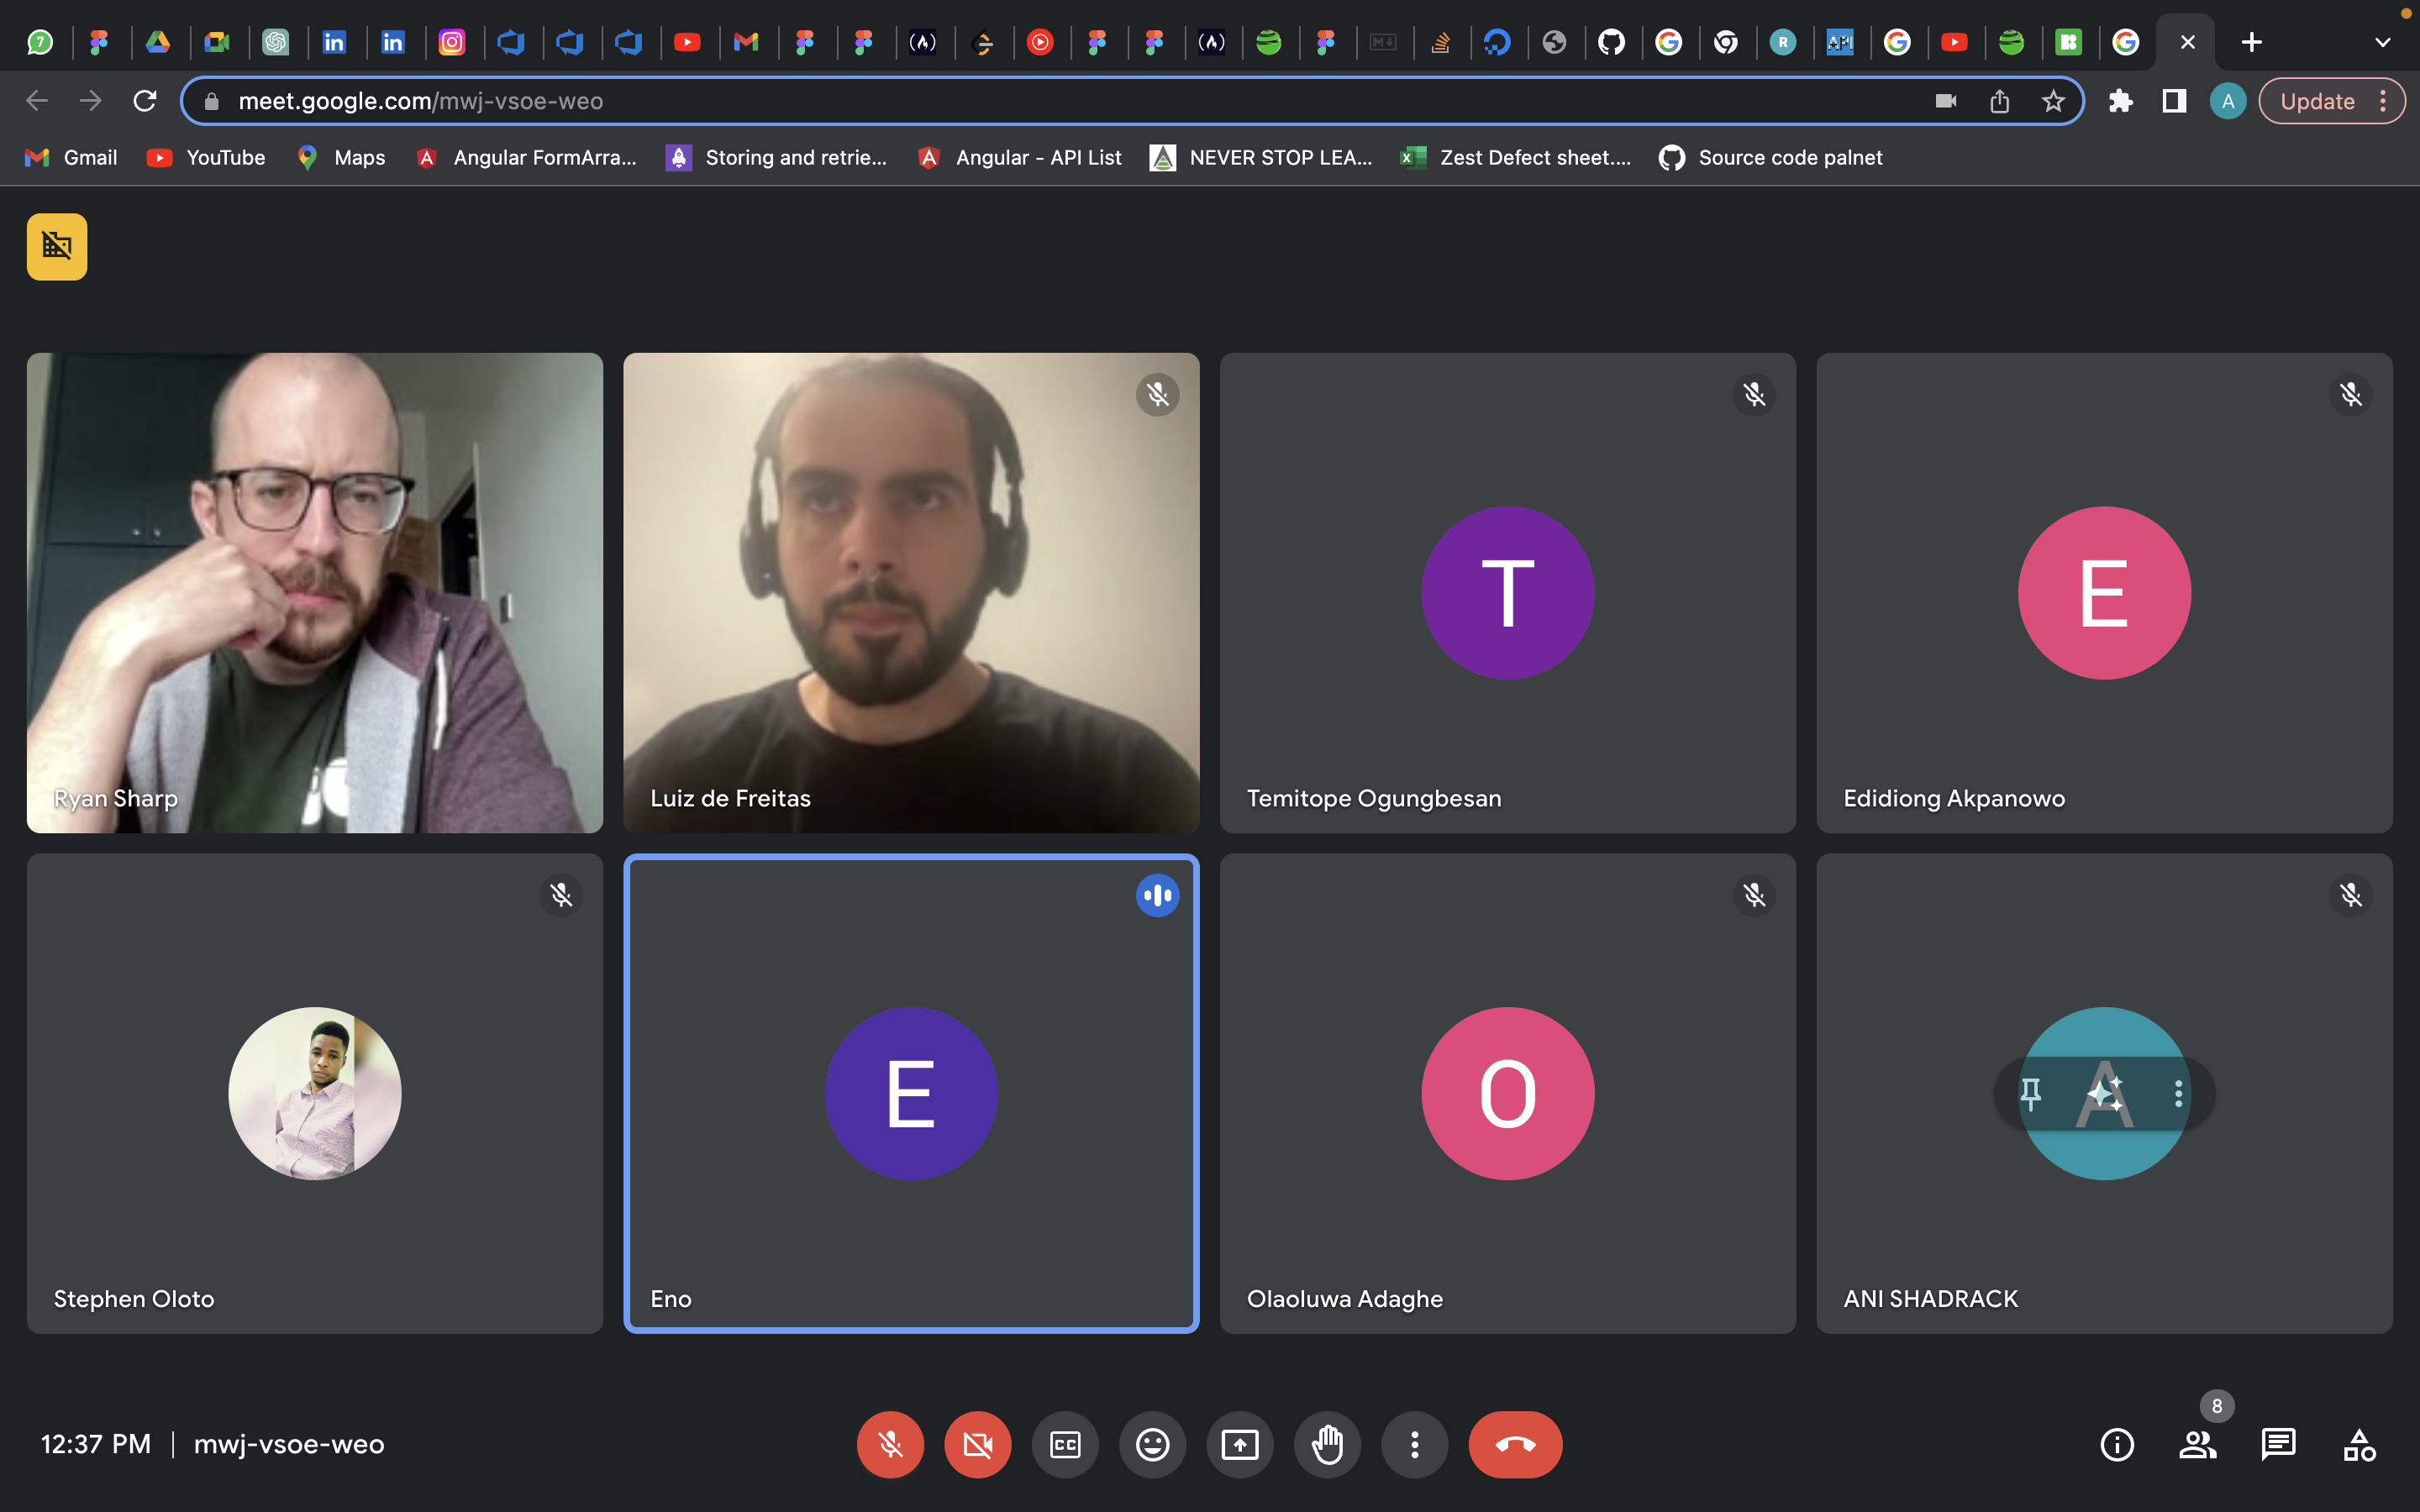 7
meet.google.com/mwj-vsoe-weo
A
Update
Gmail
YouTube
Maps
Angular FormArra...
Storing and retrie...
Angular - API List
NEVER STOP LEA...
Zest Defect sheet....
Source code palnet
Ryan Sharp
Luiz de Freitas
T
Temitope Ogungbesan
E
Edidiong Akpanowo
Stephen Oloto
E
Eno
O
Olaoluwa Adaghe
A
ANI SHADRACK
12:37 PM | mwj-vsoe-weo
CC
8